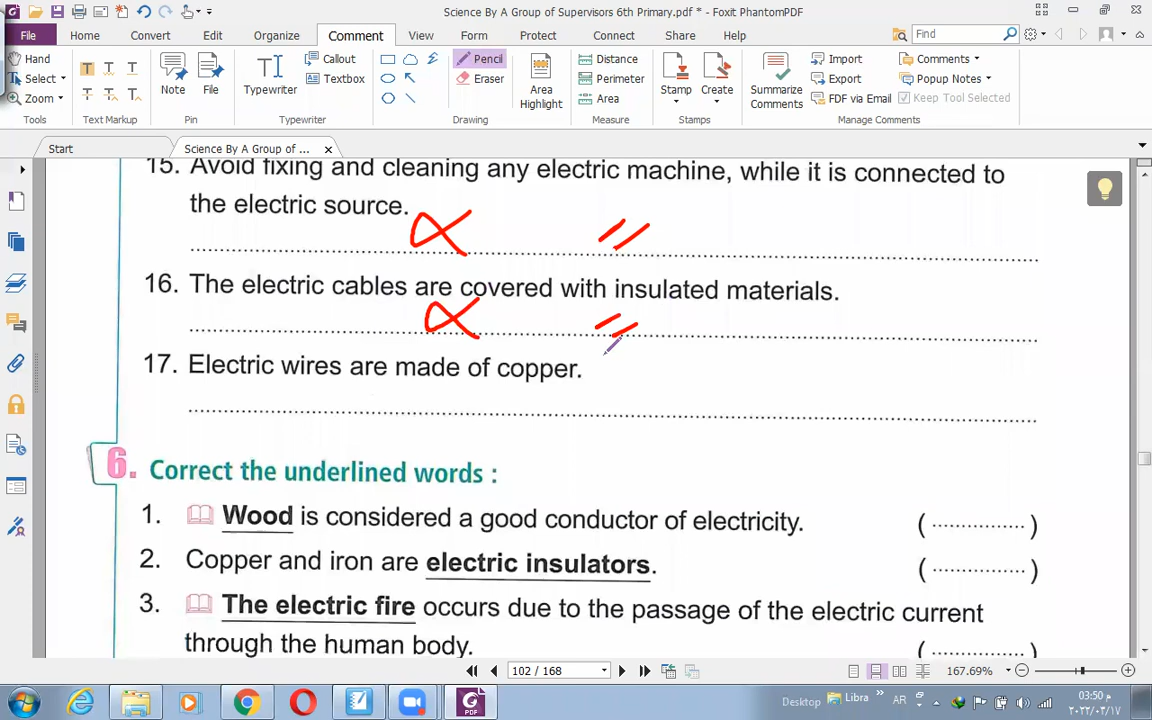 Science By A Group of Supervisors 6th Primary.pdf * - Foxit PhantomPDF
File Home Convert Edit Organize Comment View Form Protect Connect Share Help Find
Hand Select Zoom Tools
Text Markup
Note File Pin
Typewriter Callout Textbox Typewriter
Pencil Eraser Drawing
Area Highlight
Distance Perimeter Area Measure
Stamp Create Stamps
Summarize Comments Import Export FDF via Email Comments Popup Notes Keep Tool Selected Manage Comments
Start Science By A Group of ...
15. Avoid fixing and cleaning any electric machine, while it is connected to
the electric source.
16. The electric cables are covered with insulated materials.
17. Electric wires are made of copper.
6. Correct the underlined words :
1. Wood is considered a good conductor of electricity. (................)
2. Copper and iron are electric insulators. (................)
3. The electric fire occurs due to the passage of the electric current
through the human body. (................)
102 / 168 167.69%
Desktop Libra AR 03:50 م
٢٠٢٢/٠٣/١٧